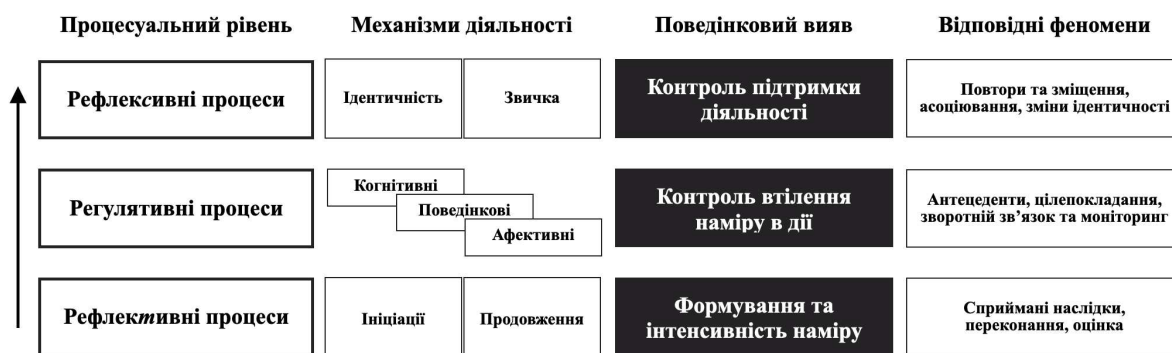 Процесуальний рівень
Механізми діяльності
Поведінковий вияв
Відповідні феномени
Рефлексивні процеси
Ідентичність
Звичка
Контроль підтримки
діяльності
Повтори та зміщення,
асоціювання, зміни ідентичності
Регулятивні процеси
Когнітивні
Поведінкові
Афективні
Контроль втілення
наміру в дії
Антецеденти, цілепокладання,
зворотній зв’язок та моніторинг
Рефлективні процеси
Ініціації
Продовження
Формування та
інтенсивність наміру
Сприймані наслідки,
переконання, оцінка